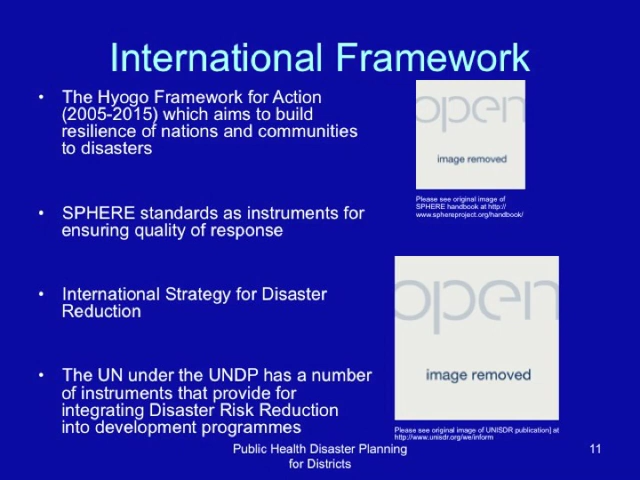 International Framework
• The Hyogo Framework for Action
(2005-2015) which aims to build
resilience of nations and communities
to disasters
• SPHERE standards as instruments for
ensuring quality of response
• International Strategy for Disaster
Reduction
• The UN under the UNDP has a number
of instruments that provide for
integrating Disaster Risk Reduction
into development programmes
open
image removed
Please see original image of
SPHERE handbook at http://
www.sphereproject.org/handbook/
open
image removed
Please see original image of UNISDR publication] at
http://www.unisdr.org/we/inform
Public Health Disaster Planning
for Districts
11